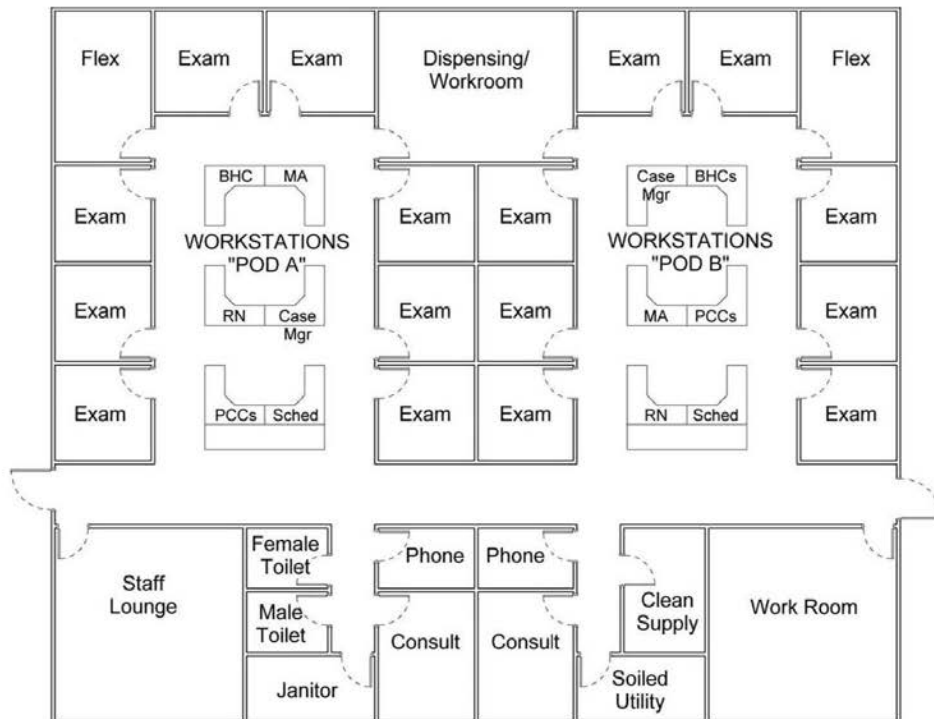 Flex
Exam
Exam
Dispensing/
Workroom
Exam
Exam
Flex
BHC
MA
Case
Mgr
BHCs
Exam
Exam
Exam
Exam
WORKSTATIONS
"POD A"
WORKSTATIONS
"POD B"
Exam
Exam
Exam
Exam
RN
Case
Mgr
MA
PCCs
Exam
Exam
Exam
Exam
PCCs
Sched
RN
Sched
Female
Toilet
Phone
Phone
Staff
Lounge
Male
Toilet
Consult
Consult
Clean
Supply
Work Room
Janitor
Soiled
Utility